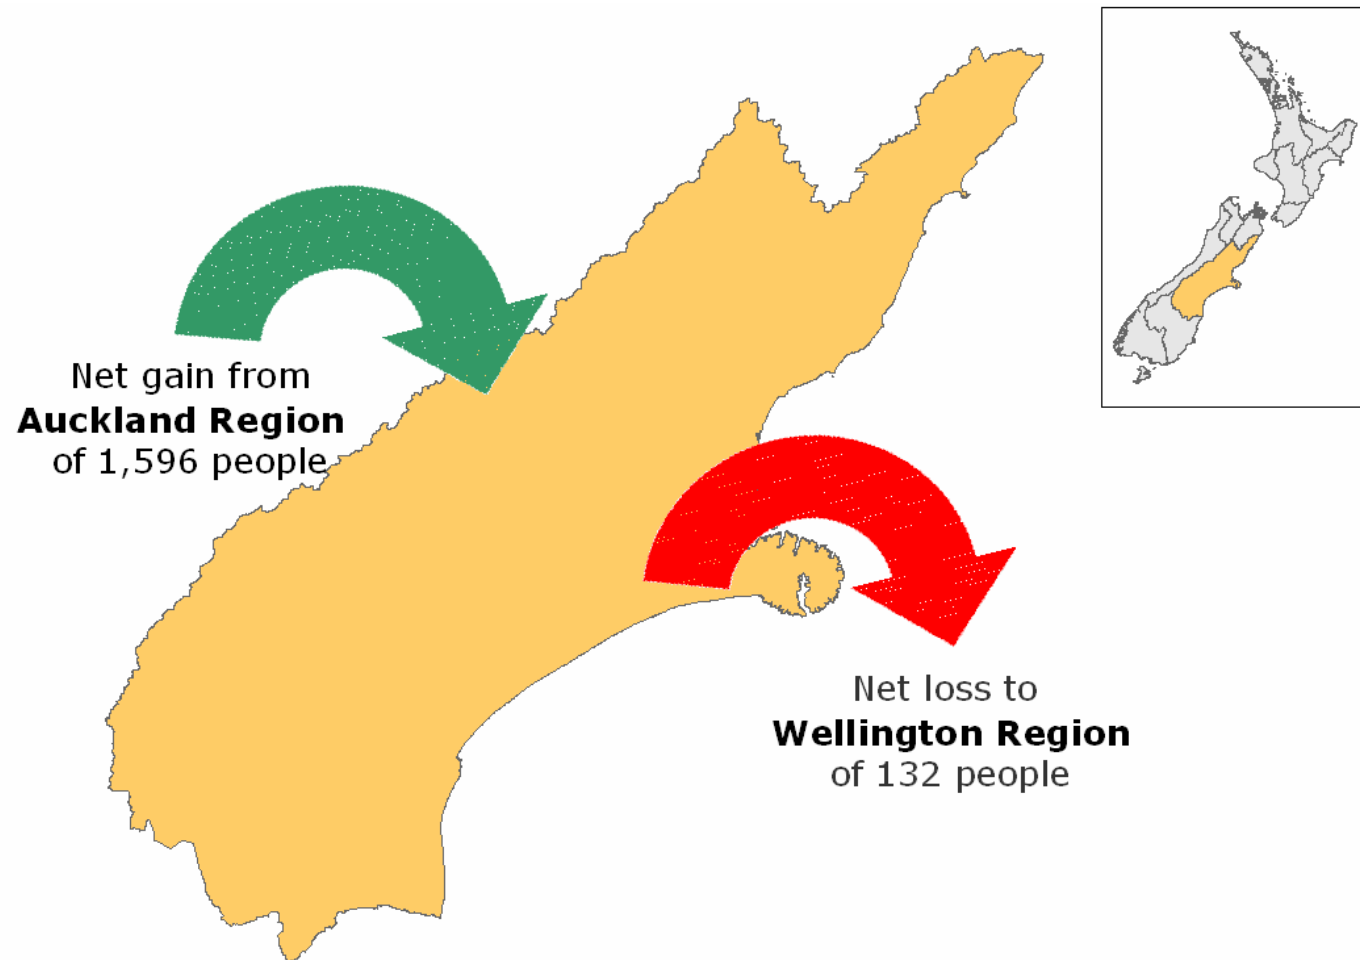 Net gain from
Auckland Region
of 1,596 people
Net loss to
Wellington Region
of 132 people